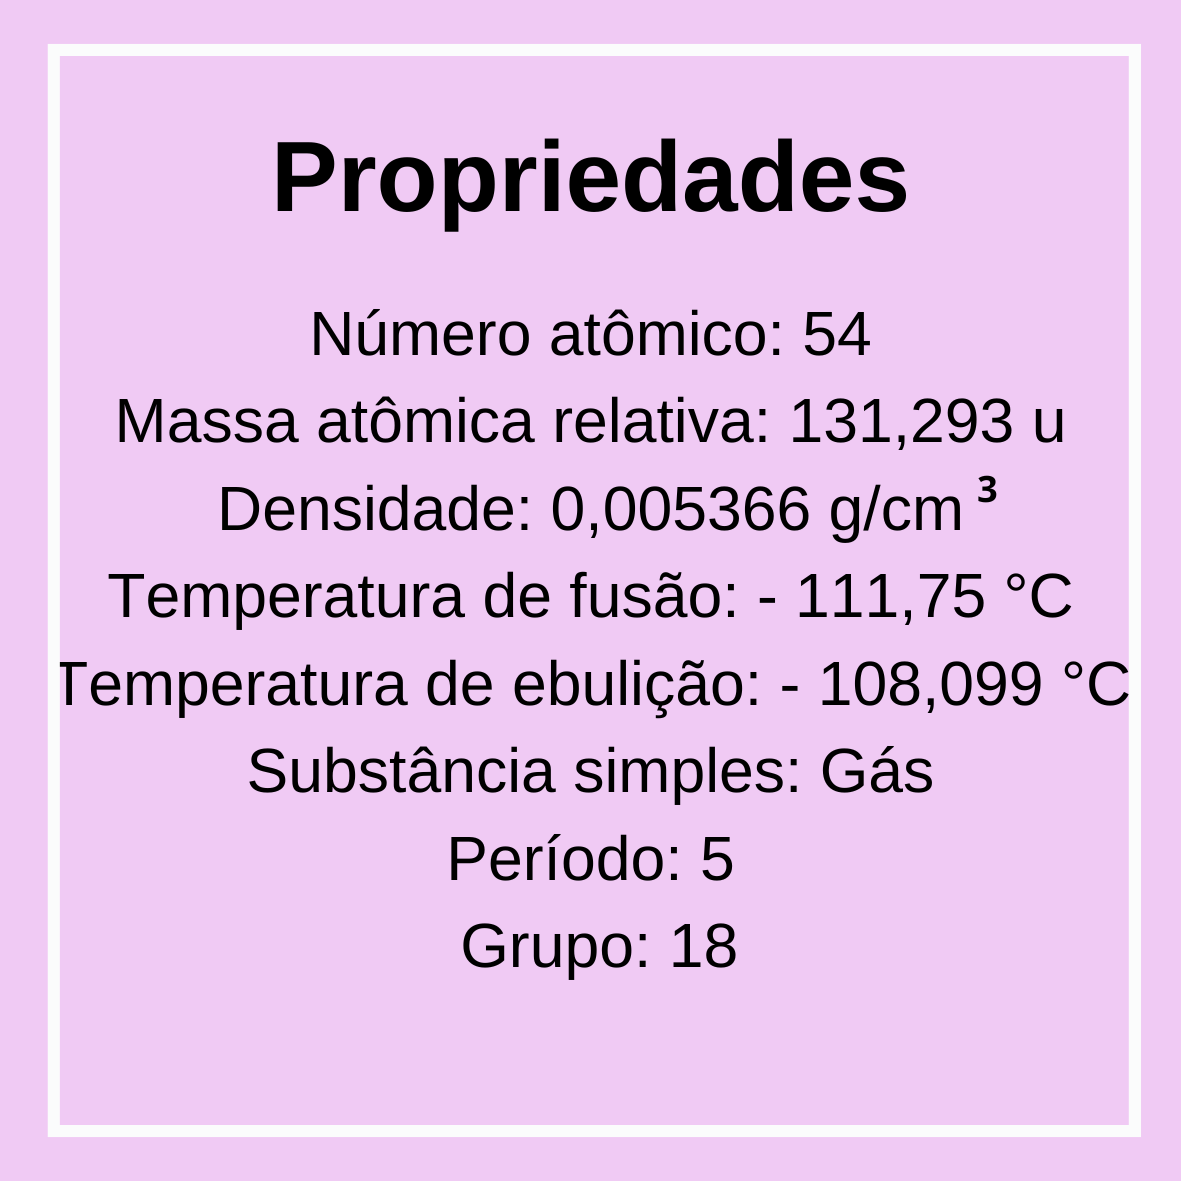 Propriedades
Número atômico: 54
Massa atômica relativa: 131,293 u
Densidade: 0,005366 g/cm ³
Temperatura de fusão: - 111,75 °C
Temperatura de ebulição: - 108,099 °C
Substância simples: Gás
Período: 5
Grupo: 18